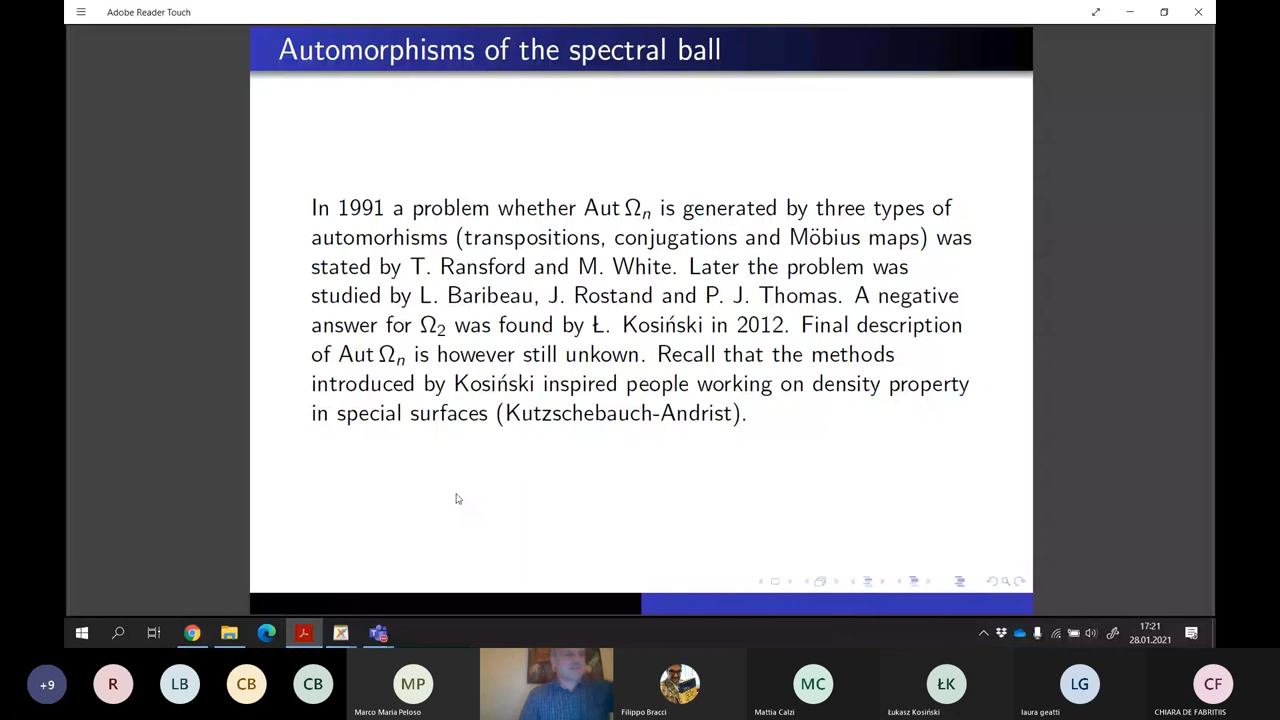 Adobe Reader Touch
Automorphisms of the spectral ball
In 1991 a problem whether Aut Ωn is generated by three types of
automorhisms (transpositions, conjugations and Möbius maps) was
stated by T. Ransford and M. White. Later the problem was
studied by L. Baribeau, J. Rostand and P. J. Thomas. A negative
answer for Ω2 was found by Ł. Kosiński in 2012. Final description
of Aut Ωn is however still unkown. Recall that the methods
introduced by Kosiński inspired people working on density property
in special surfaces (Kutzschebauch-Andrist).
17:21
28.01.2021
+9
R
LB
CB
CB
MP
MC
ŁK
LG
CF
Marco Maria Peloso
Filippo Bracci
Mattia Calzi
Łukasz Kosiński
laura geatti
CHIARA DE FABRITIIS